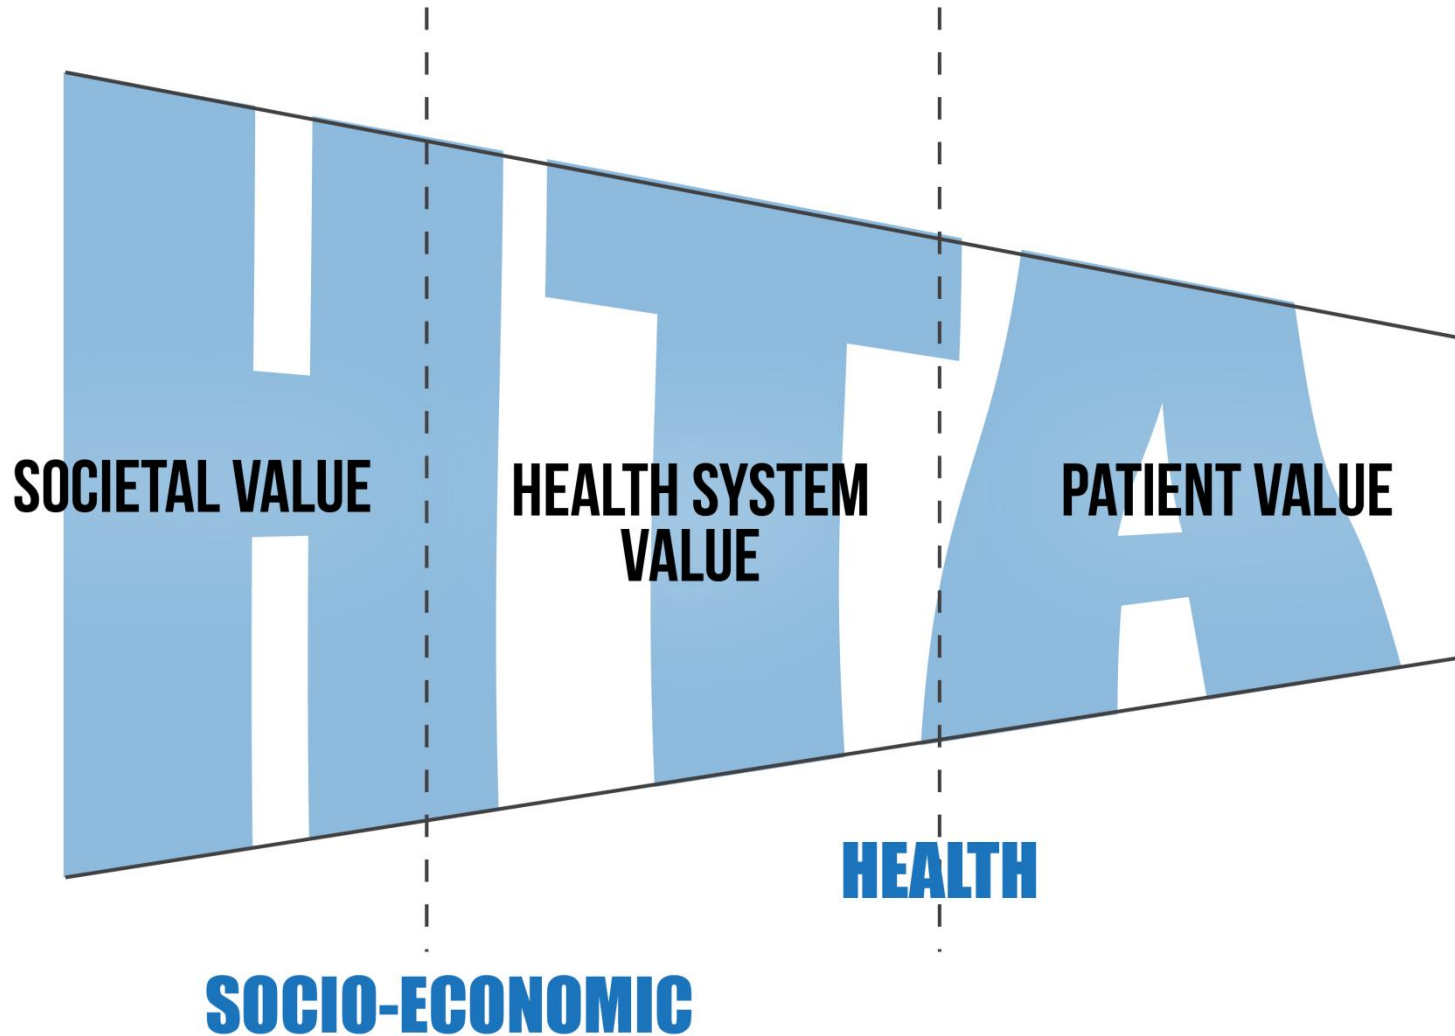 HTA
SOCIETAL VALUE
HEALTH SYSTEM
VALUE
PATIENT VALUE
HEALTH
SOCIO-ECONOMIC